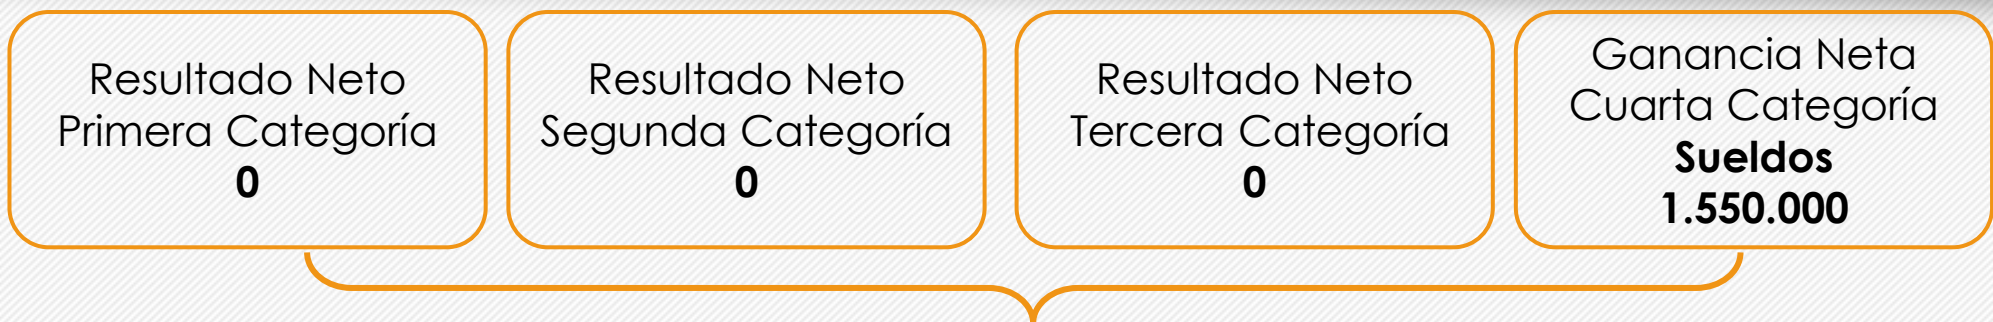 Resultado Neto
Primera Categoría
0
Resultado Neto
Segunda Categoría
0
Resultado Neto
Tercera Categoría
0
Ganancia Neta
Cuarta Categoría
Sueldos
1.550.000